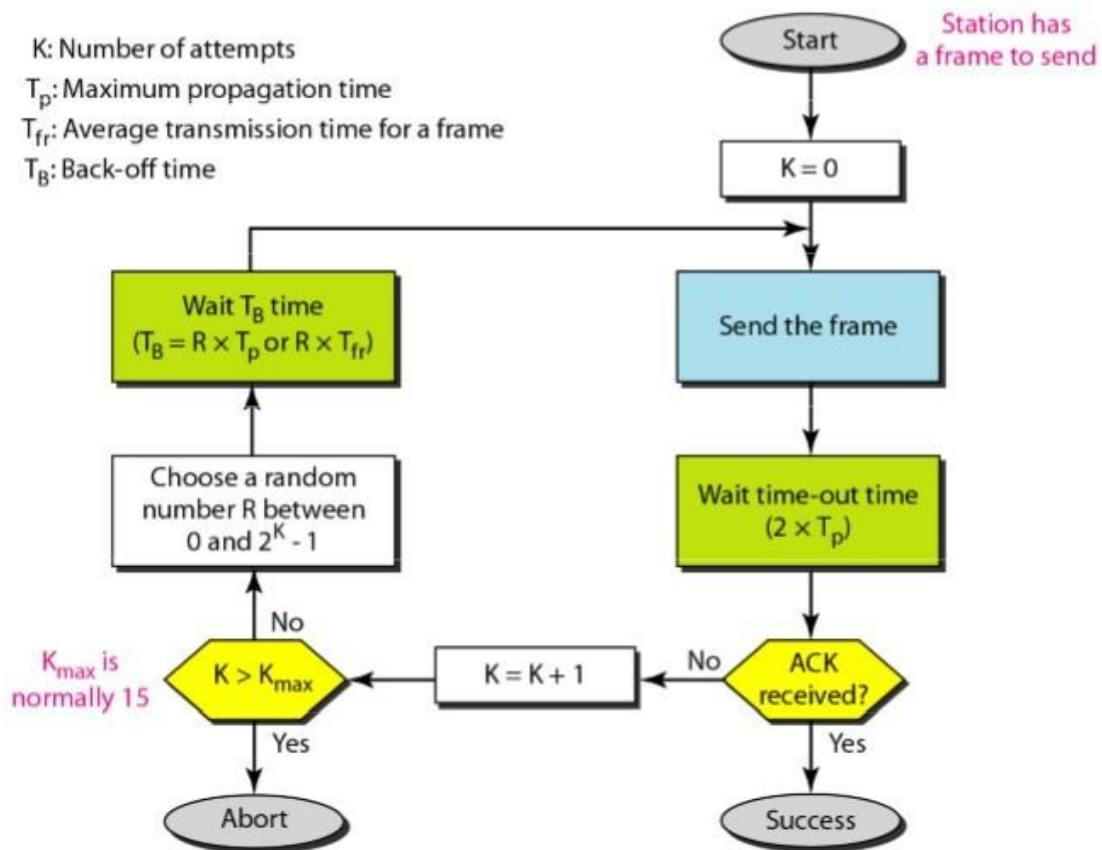 K: Number of attempts
Tp: Maximum propagation time
Tfr: Average transmission time for a frame
TB: Back-off time
Start
Station has
a frame to send
K = 0
Wait TB time
(TB = R × Tp or R × Tfr)
Send the frame
Choose a random
number R between
0 and 2^K - 1
Wait time-out time
(2 × Tp)
No
Kmax is
normally 15
K > Kmax
K = K + 1
No
ACK
received?
Yes
Yes
Abort
Success